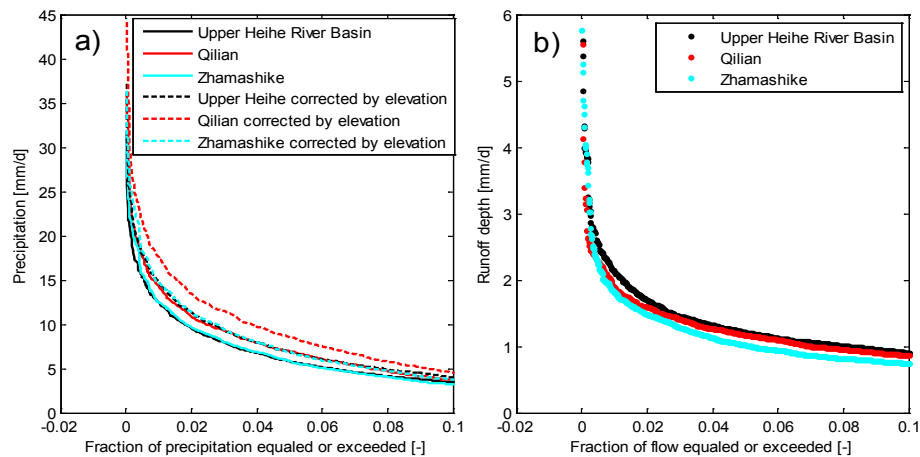 a)
Upper Heihe River Basin
Qilian
Zhamashike
Upper Heihe corrected by elevation
Qilian corrected by elevation
Zhamashike corrected by elevation
45
40
35
30
25
20
15
10
5
0
Precipitation [mm/d]
-0.02 0 0.02 0.04 0.06 0.08 0.1
Fraction of precipitation equaled or exceeded [-]
b)
Upper Heihe River Basin
Qilian
Zhamashike
6
5
4
3
2
1
0
Runoff depth [mm/d]
-0.02 0 0.02 0.04 0.06 0.08 0.1
Fraction of flow equaled or exceeded [-]